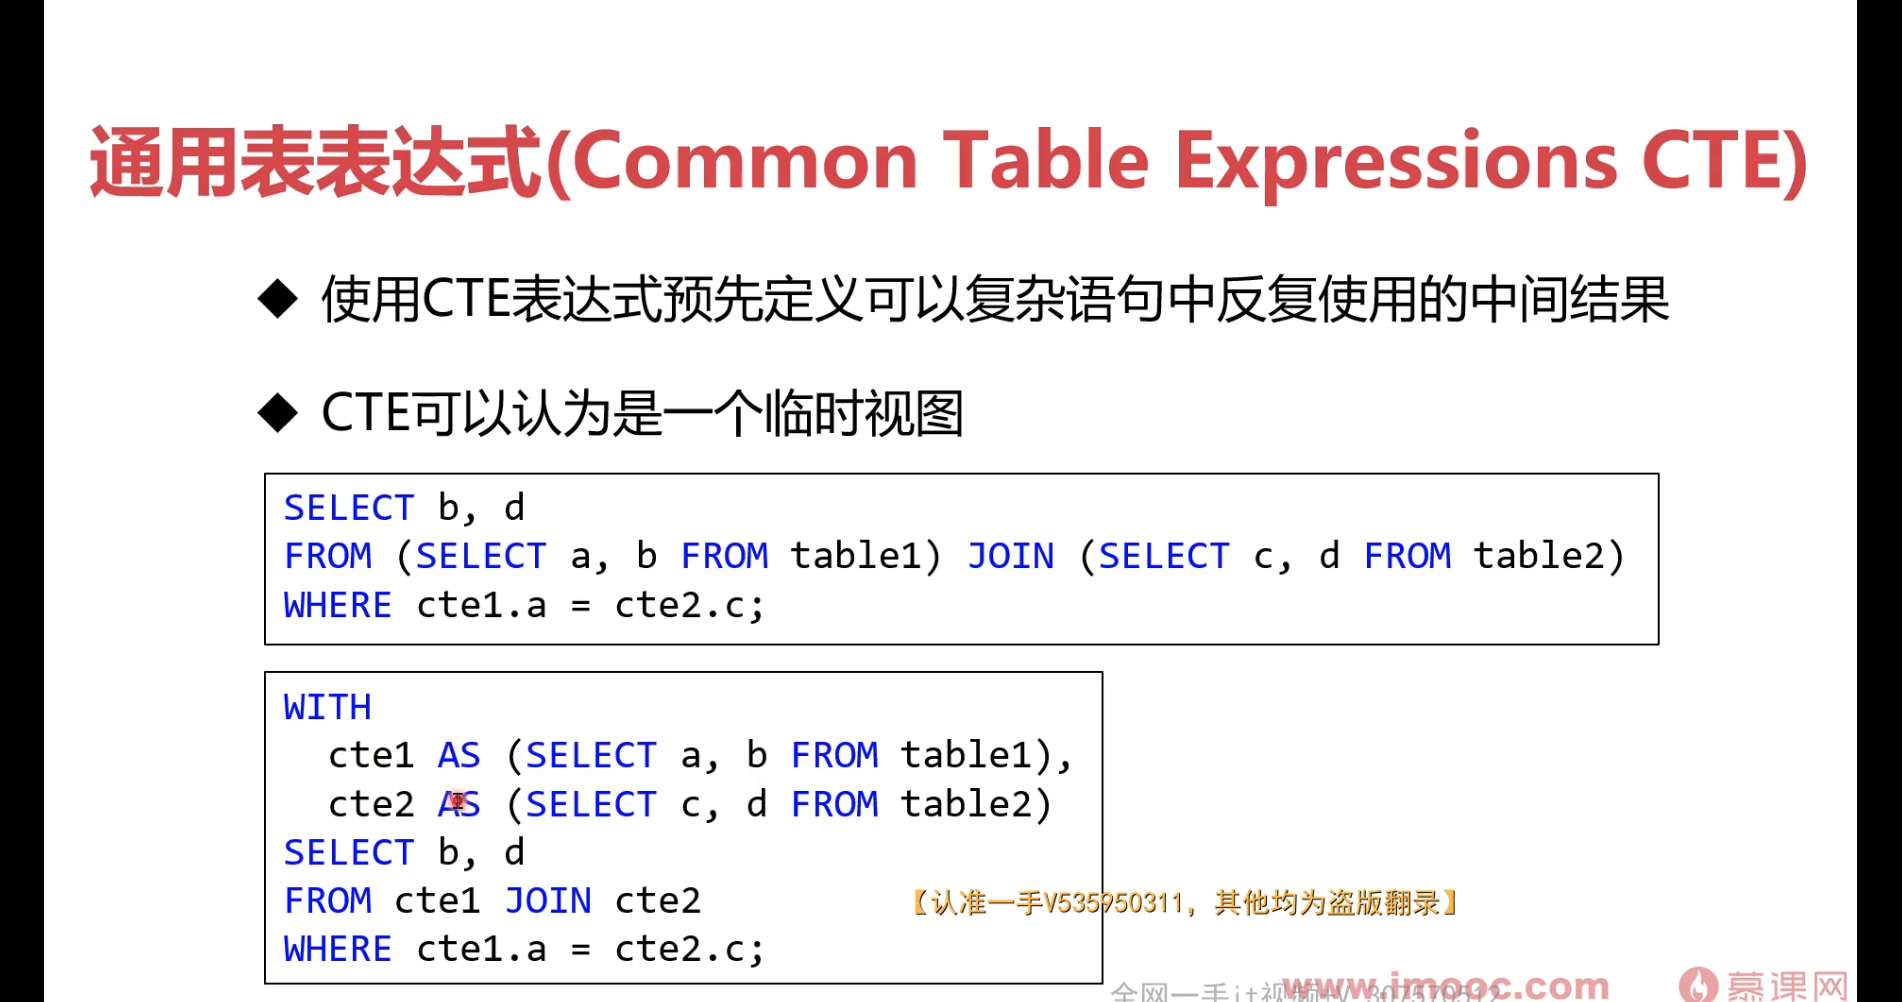 通用表表达式(Common Table Expressions CTE)
◆ 使用CTE表达式预先定义可以复杂语句中反复使用的中间结果
◆ CTE可以认为是一个临时视图
SELECT b, d
FROM (SELECT a, b FROM table1) JOIN (SELECT c, d FROM table2)
WHERE cte1.a = cte2.c;
WITH
  cte1 AS (SELECT a, b FROM table1),
  cte2 AS (SELECT c, d FROM table2)
SELECT b, d
FROM cte1 JOIN cte2
WHERE cte1.a = cte2.c;
【认准一手V535950311，其他均为盗版翻录】
全网一手it视频+V 307570512
www.imooc.com
慕课网